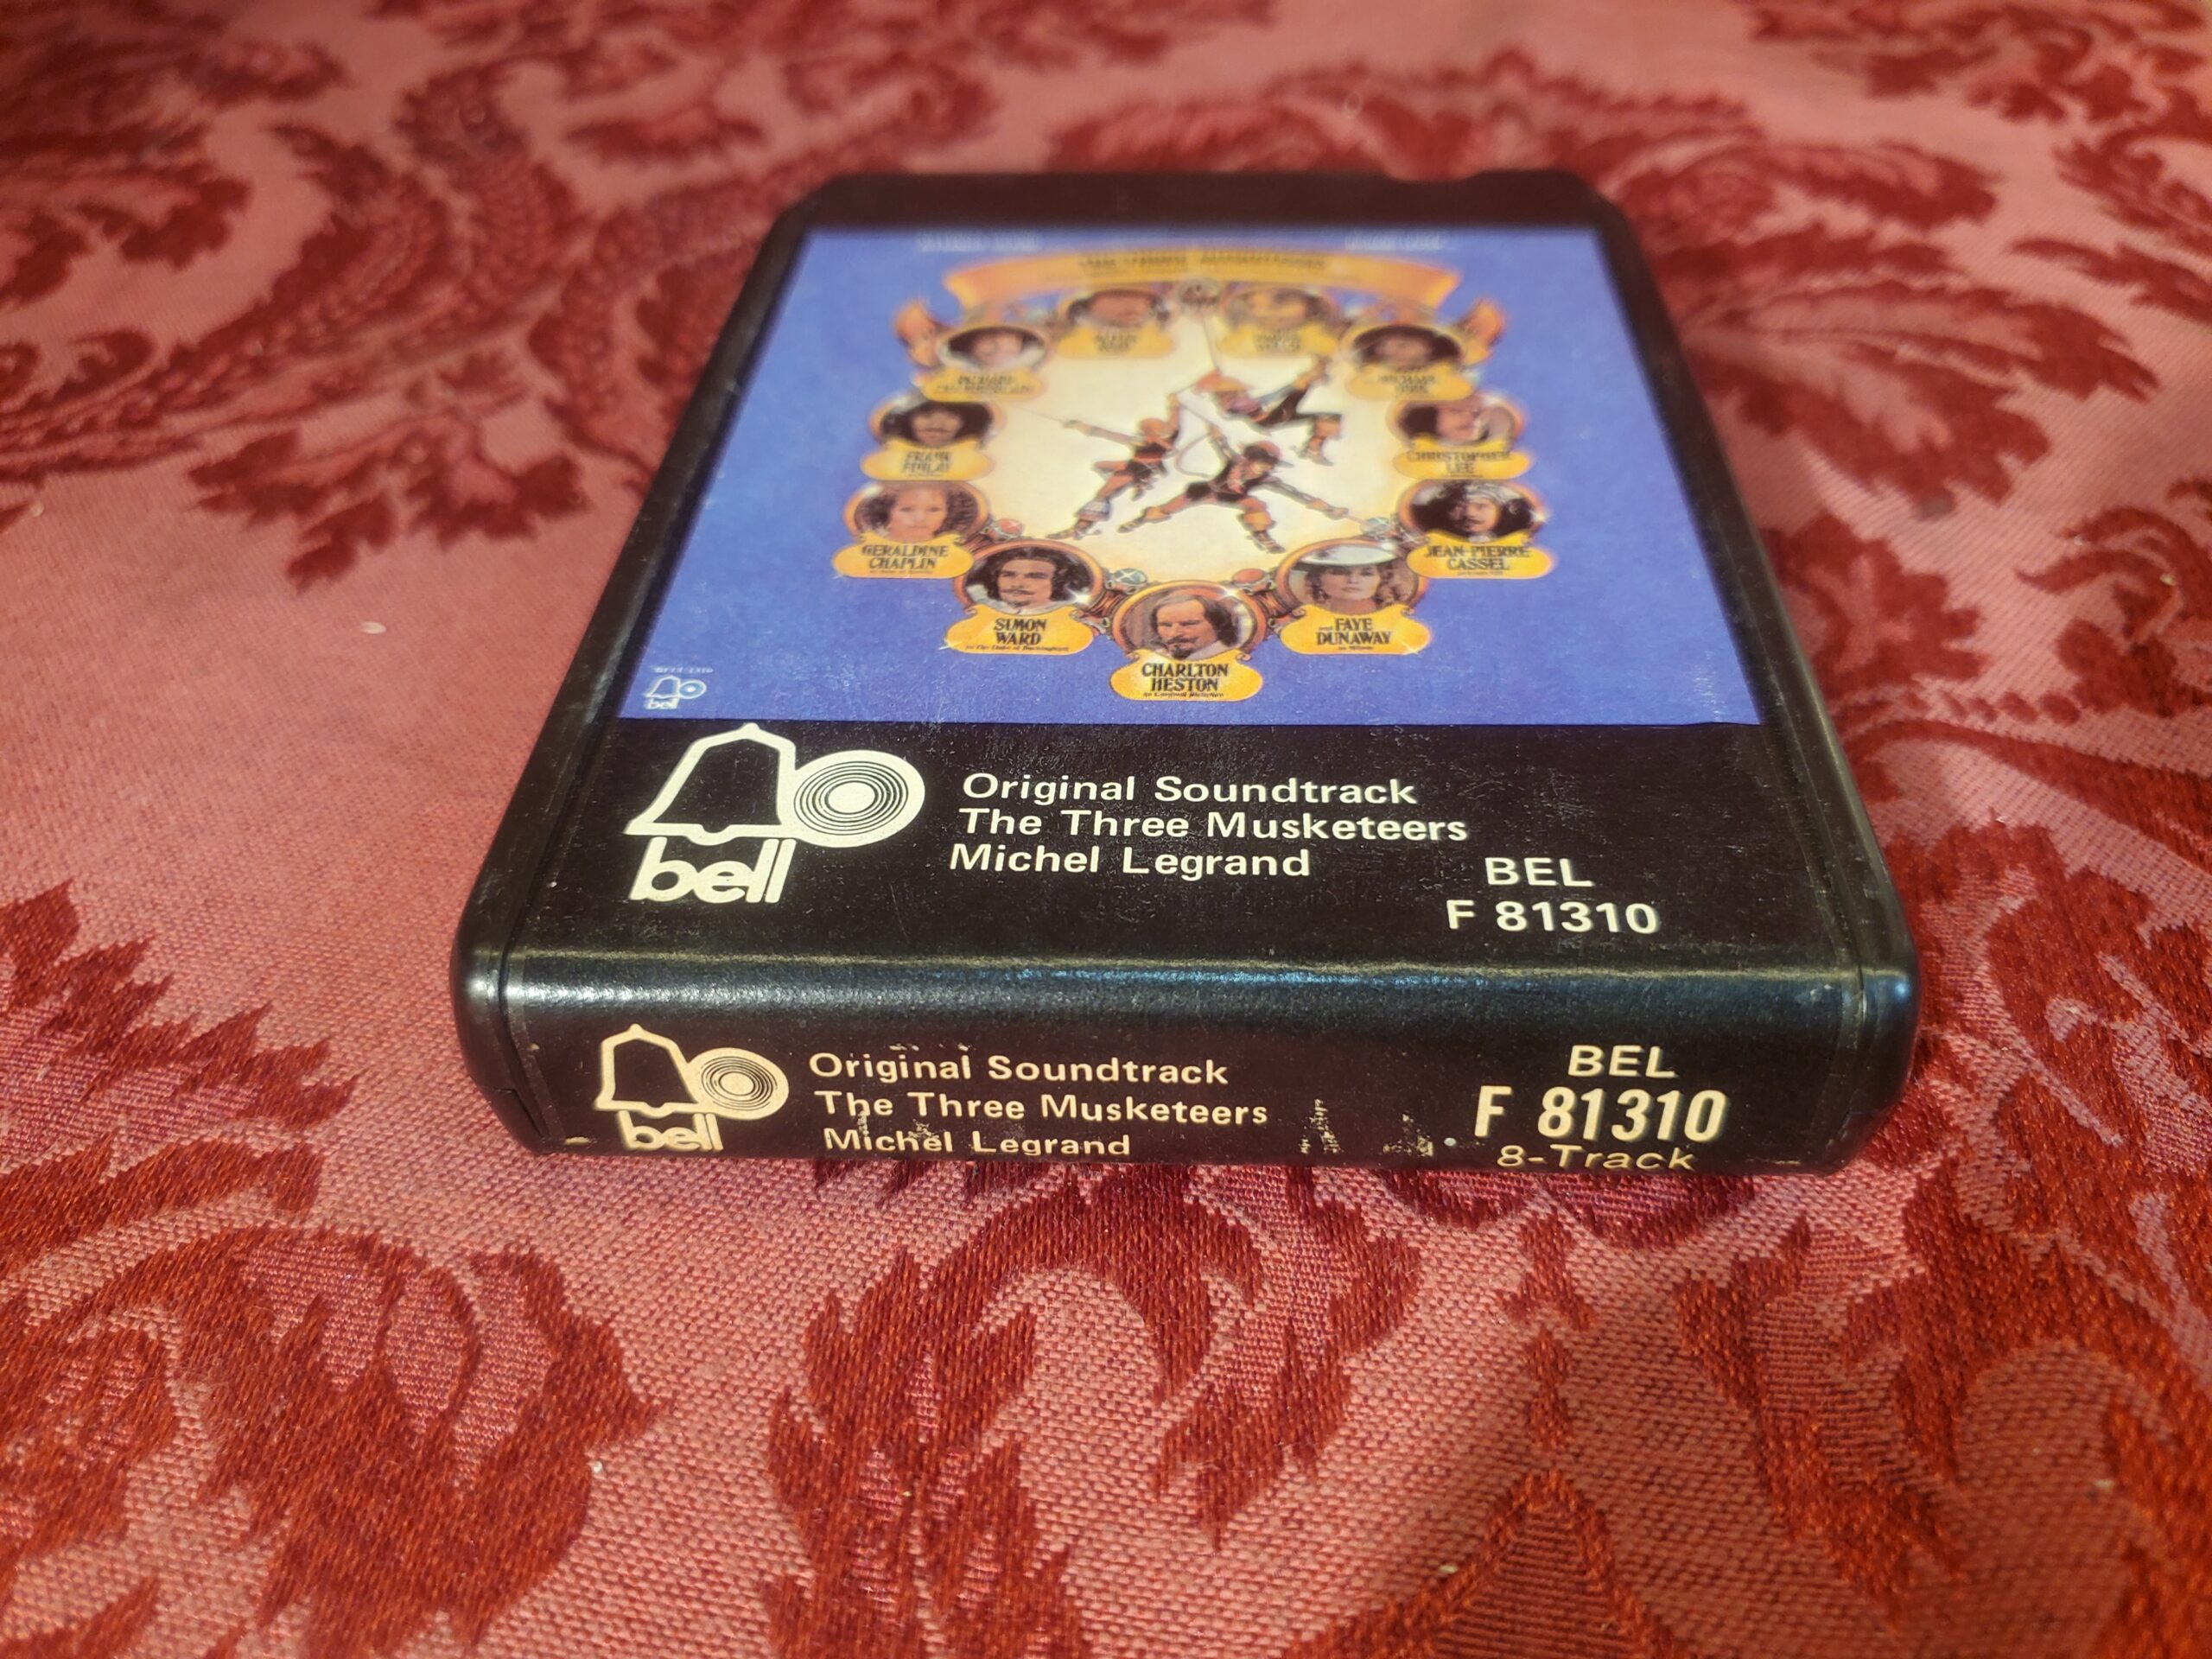 CHRISTOPHER
LEE
GERALDINE
CHAPLIN
JEAN-PIERRE
CASSEL
SIMON
WARD
FAYE
DUNAWAY
CHARLTON
HESTON
bell
bell
Original Soundtrack
The Three Musketeers
Michel Legrand
BEL
F 81310
bell
Original Soundtrack
The Three Musketeers
Michel Legrand
BEL
F 81310
8-Track